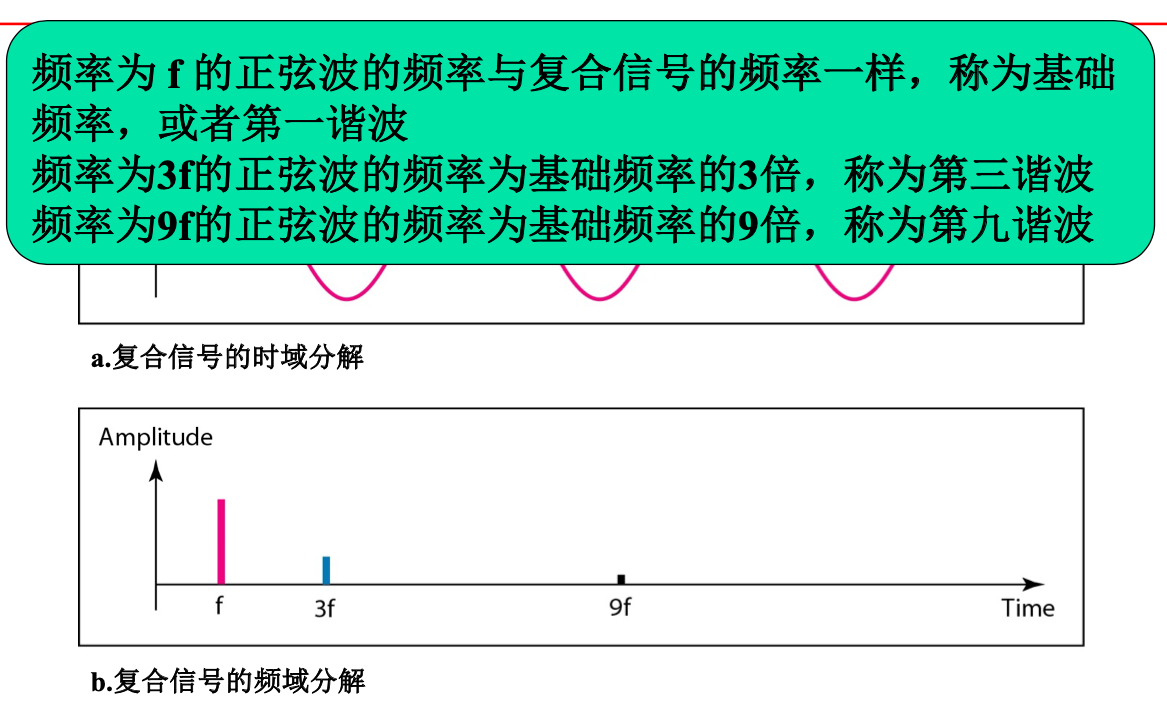 频率为 f 的正弦波的频率与复合信号的频率一样，称为基础
频率，或者第一谐波
频率为3f的正弦波的频率为基础频率的3倍，称为第三谐波
频率为9f的正弦波的频率为基础频率的9倍，称为第九谐波
a.复合信号的时域分解
Amplitude
f 3f 9f Time
b.复合信号的频域分解